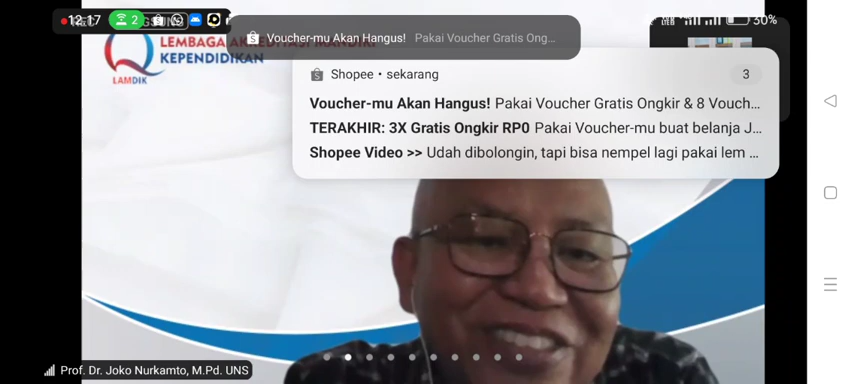 12.17
2
30%
Voucher-mu Akan Hangus! Pakai Voucher Gratis Ong...
LEMBAGA AKREDITASI MANDIRI
KEPENDIDIKAN
LAMDIK
Shopee • sekarang
3
Voucher-mu Akan Hangus! Pakai Voucher Gratis Ongkir & 8 Vouch...
TERAKHIR: 3X Gratis Ongkir RP0 Pakai Voucher-mu buat belanja J...
Shopee Video >> Udah dibolongin, tapi bisa nempel lagi pakai lem ...
Prof. Dr. Joko Nurkamto, M.Pd. UNS